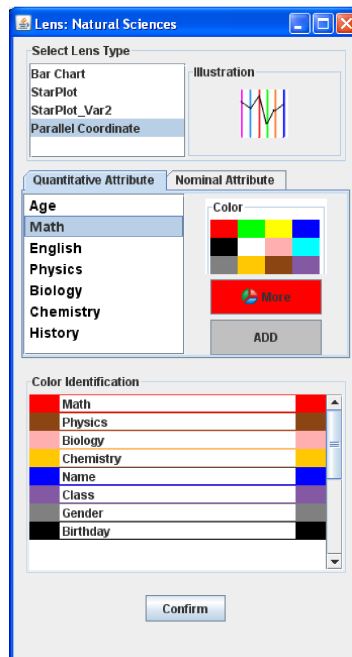 Lens: Natural Sciences
Select Lens Type
Bar Chart
StarPlot
StarPlot_Var2
Parallel Coordinate
Illustration
Quantitative Attribute
Nominal Attribute
Age
Math
English
Physics
Biology
Chemistry
History
Color
More
ADD
Color Identification
Math
Physics
Biology
Chemistry
Name
Class
Gender
Birthday
Confirm